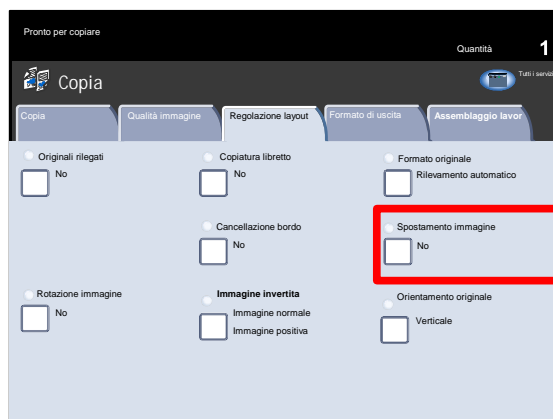 Pronto per copiare
Quantità 1
Copia
Tutti i servizi
Copia
Qualità immagine
Regolazione layout
Formato di uscita
Assemblaggio lavor
Originali rilegati
No
Copiatura libretto
No
Formato originale
Rilevamento automatico
Cancellazione bordo
No
Spostamento immagine
No
Rotazione immagine
No
Immagine invertita
Immagine normale
Immagine positiva
Orientamento originale
Verticale